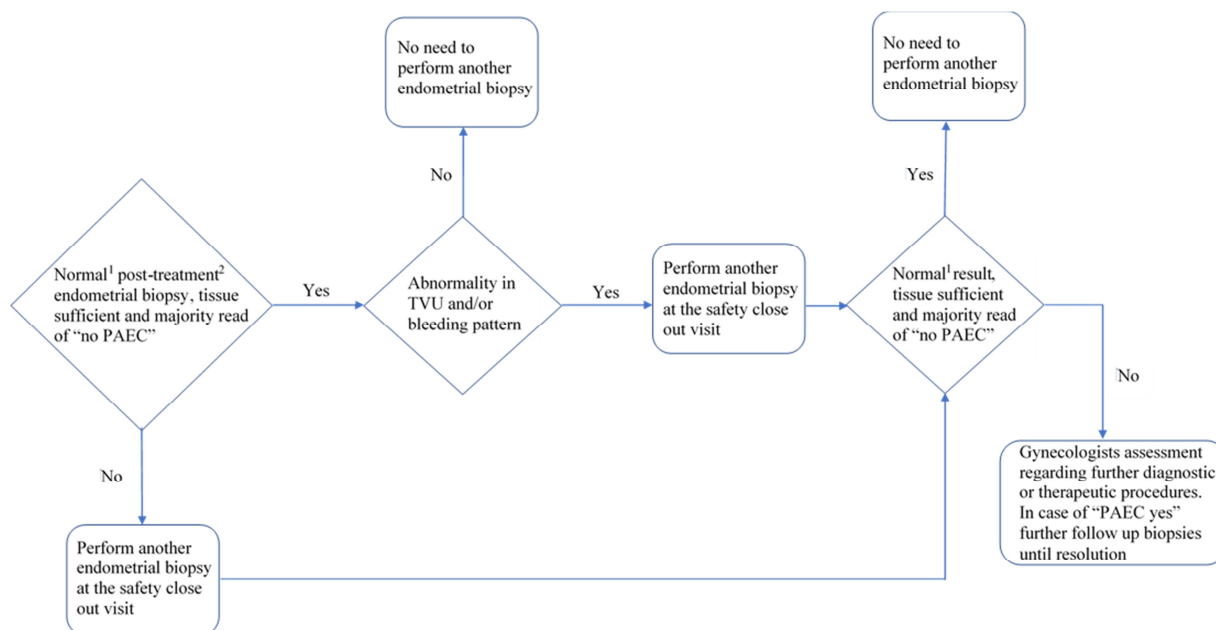 No need to
perform another
endometrial biopsy
No need to
perform another
endometrial biopsy
No
Yes
Normal¹ post-treatment²
endometrial biopsy, tissue
sufficient and majority read
of “no PAEC”
Yes
Abnormality in
TVU and/or
bleeding pattern
Yes
Perform another
endometrial biopsy
at the safety close
out visit
Normal¹ result,
tissue sufficient
and majority read
of “no PAEC”
No
No
Gynecologists assessment
regarding further diagnostic
or therapeutic procedures.
In case of “PAEC yes”
further follow up biopsies
until resolution
Perform another
endometrial biopsy
at the safety close
out visit